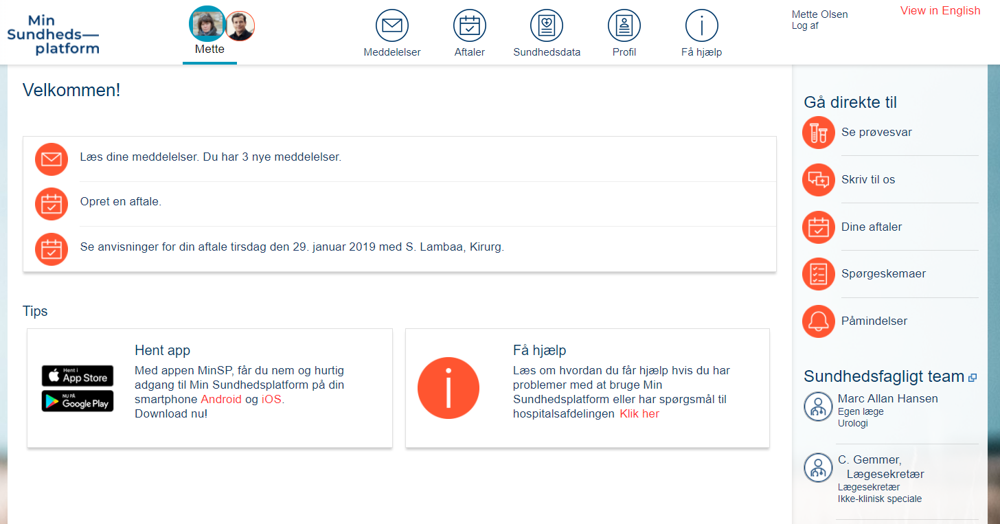 Min
Sundheds—
platform
Mette
Meddelelser
Aftaler
Sundhedsdata
Profil
Få hjælp
Mette Olsen
Log af
View in English
Velkommen!
Læs dine meddelelser. Du har 3 nye meddelelser.
Opret en aftale.
Se anvisninger for din aftale tirsdag den 29. januar 2019 med S. Lambaa, Kirurg.
Tips
Hent i
App Store
NU PÅ
Google Play
Hent app
Med appen MinSP, får du nem og hurtig
adgang til Min Sundhedsplatform på din
smartphone Android og iOS.
Download nu!
Få hjælp
Læs om hvordan du får hjælp hvis du har
problemer med at bruge Min
Sundhedsplatform eller har spørgsmål til
hospitalsafdelingen Klik her
Gå direkte til
Se prøvesvar
Skriv til os
Dine aftaler
Spørgeskemaer
Påmindelser
Sundhedsfagligt team
Marc Allan Hansen
Egen læge
Urologi
C. Gemmer,
Lægesekretær
Lægesekretær
Ikke-klinisk speciale